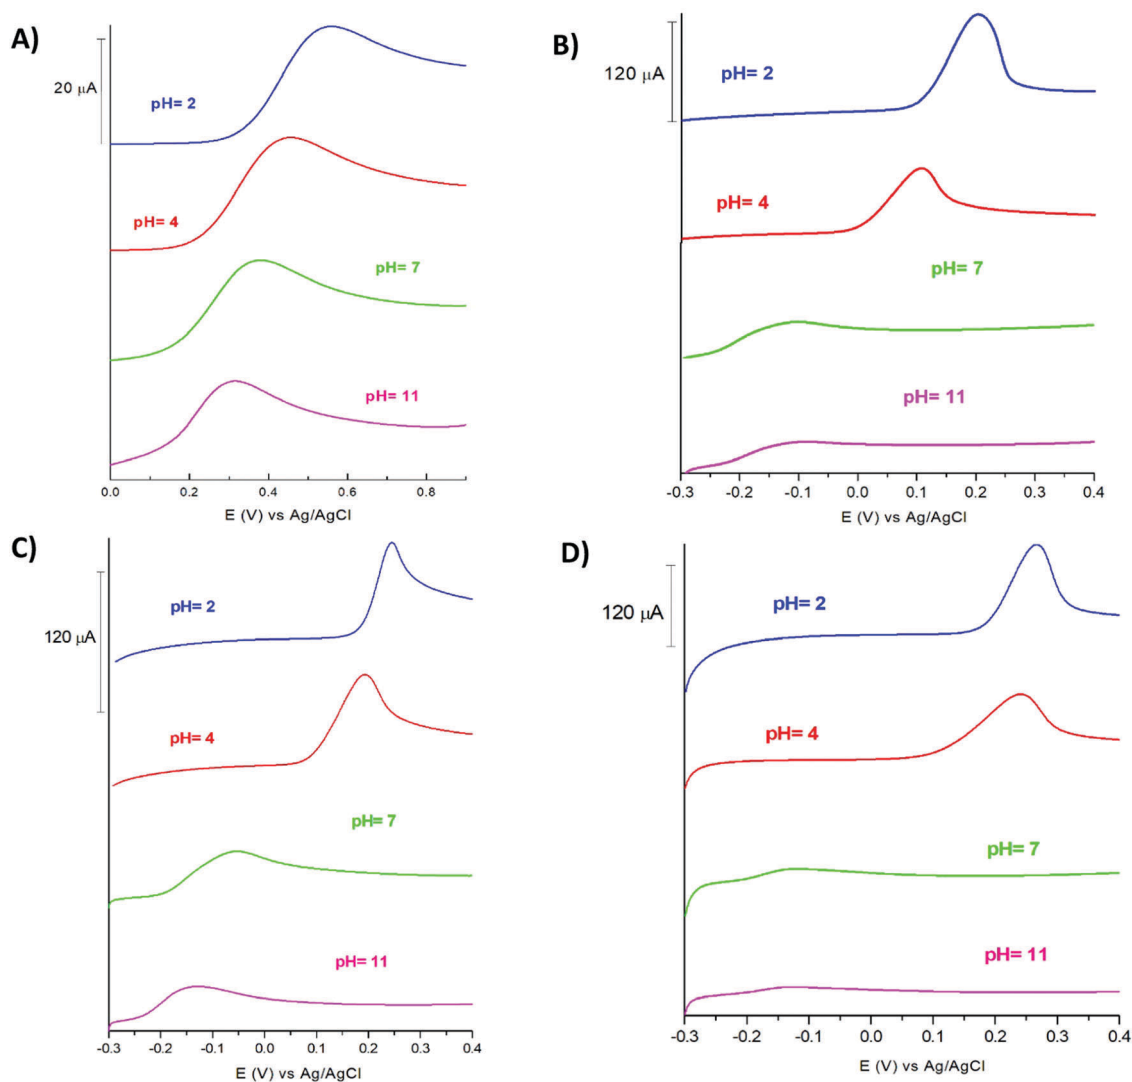 A)
20 μA
pH= 2
pH= 4
pH= 7
pH= 11
0.0 0.2 0.4 0.6 0.8
E (V) vs Ag/AgCl
B)
120 μA
pH= 2
pH= 4
pH= 7
pH= 11
-0.3 -0.2 -0.1 0.0 0.1 0.2 0.3 0.4
E (V) vs Ag/AgCl
C)
120 μA
pH= 2
pH= 4
pH= 7
pH= 11
-0.3 -0.2 -0.1 0.0 0.1 0.2 0.3 0.4
E (V) vs Ag/AgCl
D)
120 μA
pH= 2
pH= 4
pH= 7
pH= 11
-0.3 -0.2 -0.1 0.0 0.1 0.2 0.3 0.4
E (V) vs Ag/AgCl